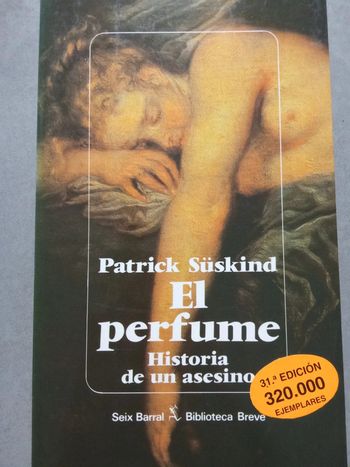 Patrick Süskind
El
perfume
Historia
de un asesino
31.ª EDICIÓN
320.000
EJEMPLARES
Seix Barral Biblioteca Breve